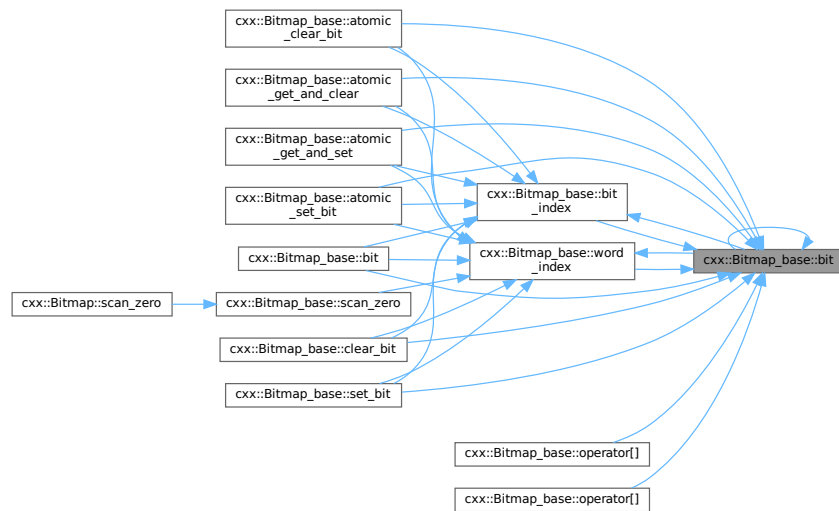 cxx::Bitmap_base::atomic
_clear_bit
cxx::Bitmap_base::atomic
_get_and_clear
cxx::Bitmap_base::atomic
_get_and_set
cxx::Bitmap_base::atomic
_set_bit
cxx::Bitmap_base::bit
_index
cxx::Bitmap_base::bit
cxx::Bitmap_base::word
_index
cxx::Bitmap_base::bit
cxx::Bitmap::scan_zero
cxx::Bitmap_base::scan_zero
cxx::Bitmap_base::clear_bit
cxx::Bitmap_base::set_bit
cxx::Bitmap_base::operator[]
cxx::Bitmap_base::operator[]